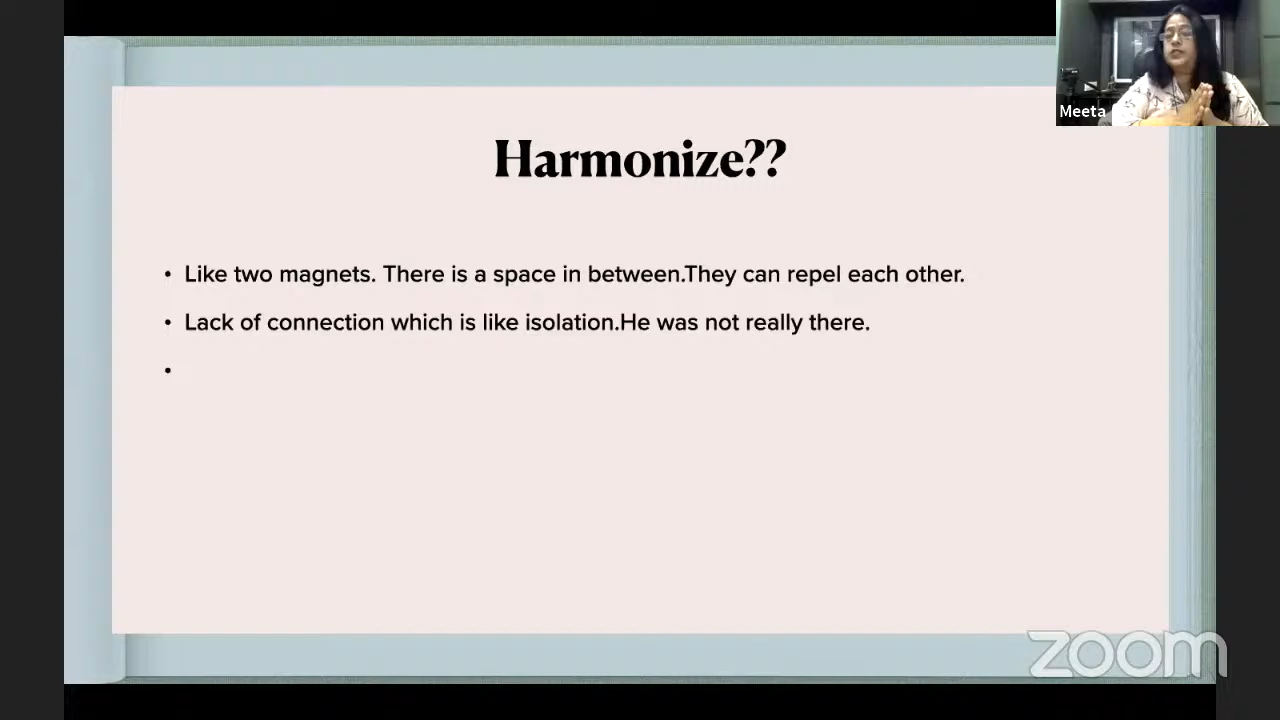 Meeta
Harmonize??
• Like two magnets. There is a space in between.They can repel each other.
• Lack of connection which is like isolation.He was not really there.
•
zoom